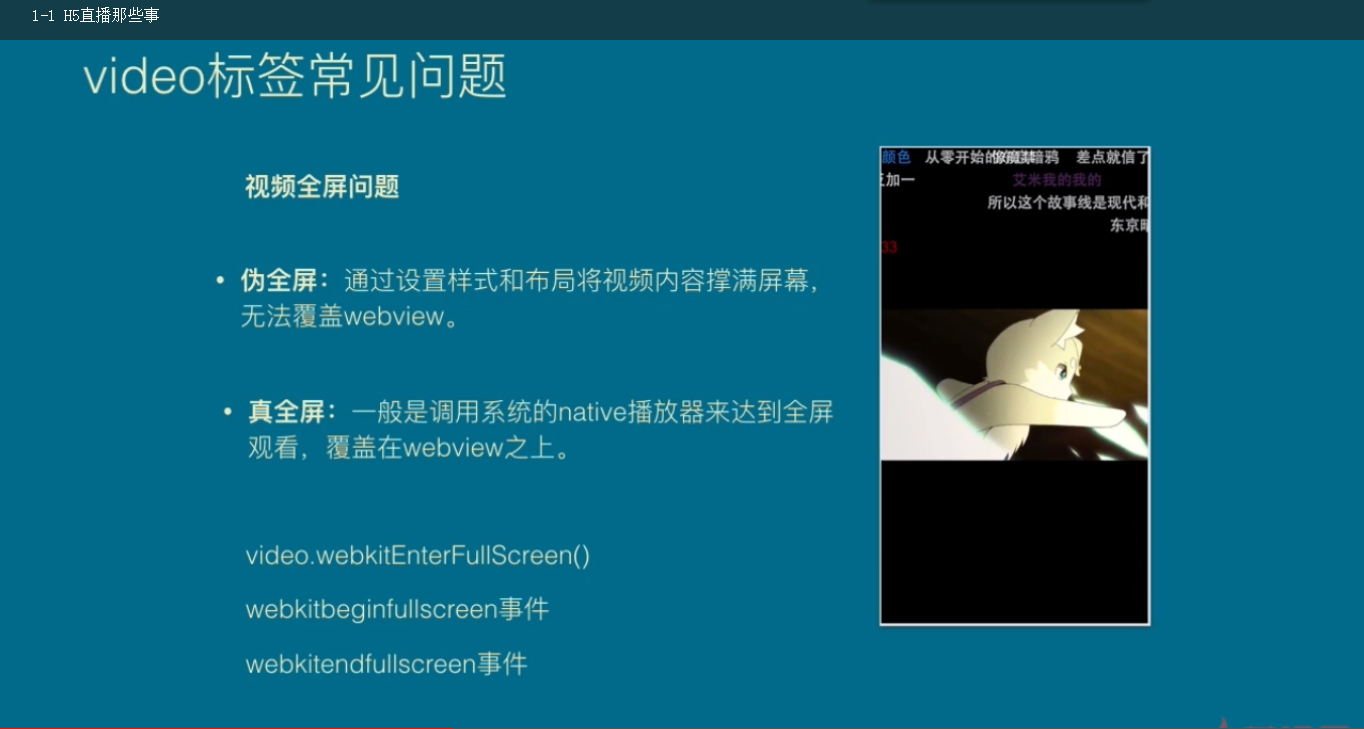 1-1 H5直播那些事
video标签常见问题
视频全屏问题
• 伪全屏：通过设置样式和布局将视频内容撑满屏幕，
无法覆盖webview。
• 真全屏：一般是调用系统的native播放器来达到全屏
观看，覆盖在webview之上。
video.webkitEnterFullScreen()
webkitbeginfullscreen事件
webkitendfullscreen事件
颜色 从零开始的 暗鸦 差点就信了
加一 艾米我的我的
所以这个故事线是现代和
东京
33